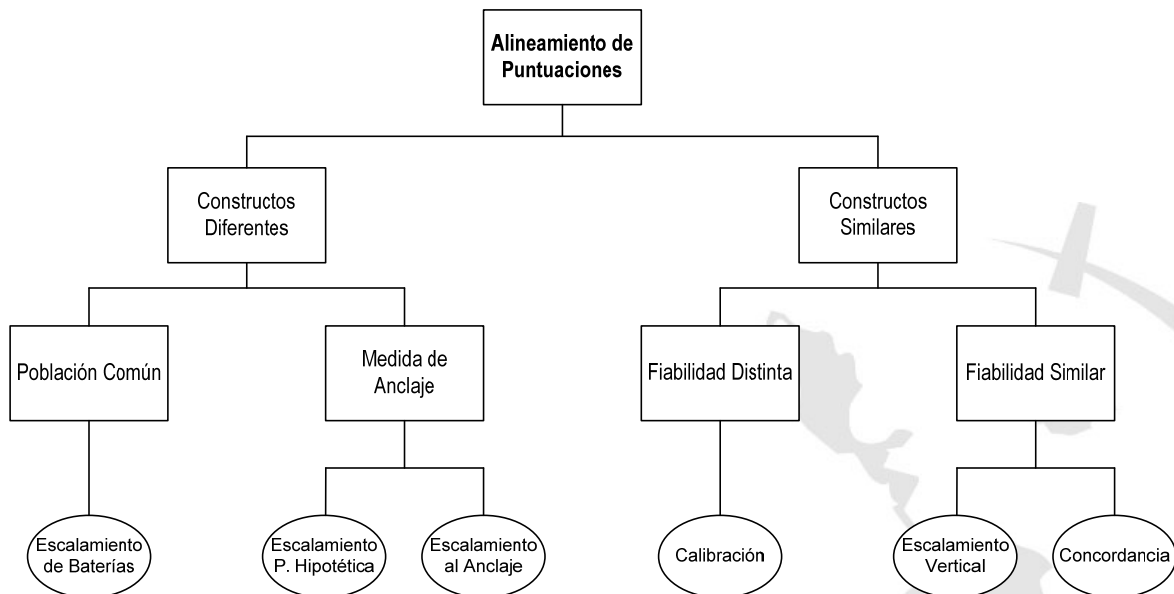 Alineamiento de
Puntuaciones
Constructos
Diferentes
Constructos
Similares
Población Común
Medida de
Anclaje
Fiabilidad Distinta
Fiabilidad Similar
Escalamiento
de Baterías
Escalamiento
P. Hipotética
Escalamiento
al Anclaje
Calibración
Escalamiento
Vertical
Concordancia